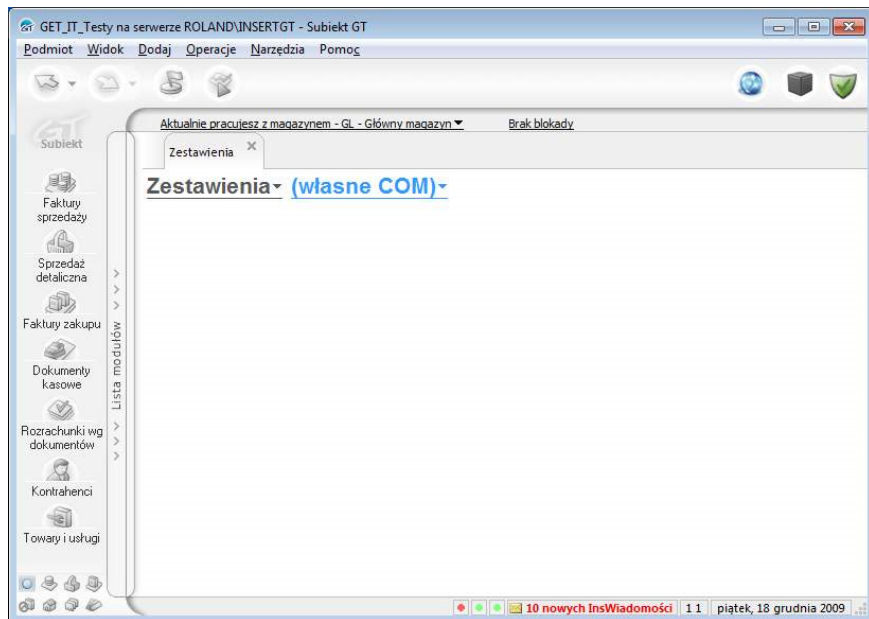 GET_IT_Testy na serwerze ROLAND\INSERTGT - Subiekt GT
Podmiot Widok Dodaj Operacje Narzędzia Pomoc
GT
Subiekt
Aktualnie pracujesz z magazynem - GL - Główny magazyn Brak blokady
Zestawienia
Zestawienia (własne COM)
Faktury
sprzedaży
Sprzedaż
detaliczna
Faktury zakupu
Dokumenty
kasowe
Rozrachunki wg
dokumentów
Kontrahenci
Towary i usługi
> > > Lista modułów > > >
10 nowych InsWiadomości 1 1 piątek, 18 grudnia 2009